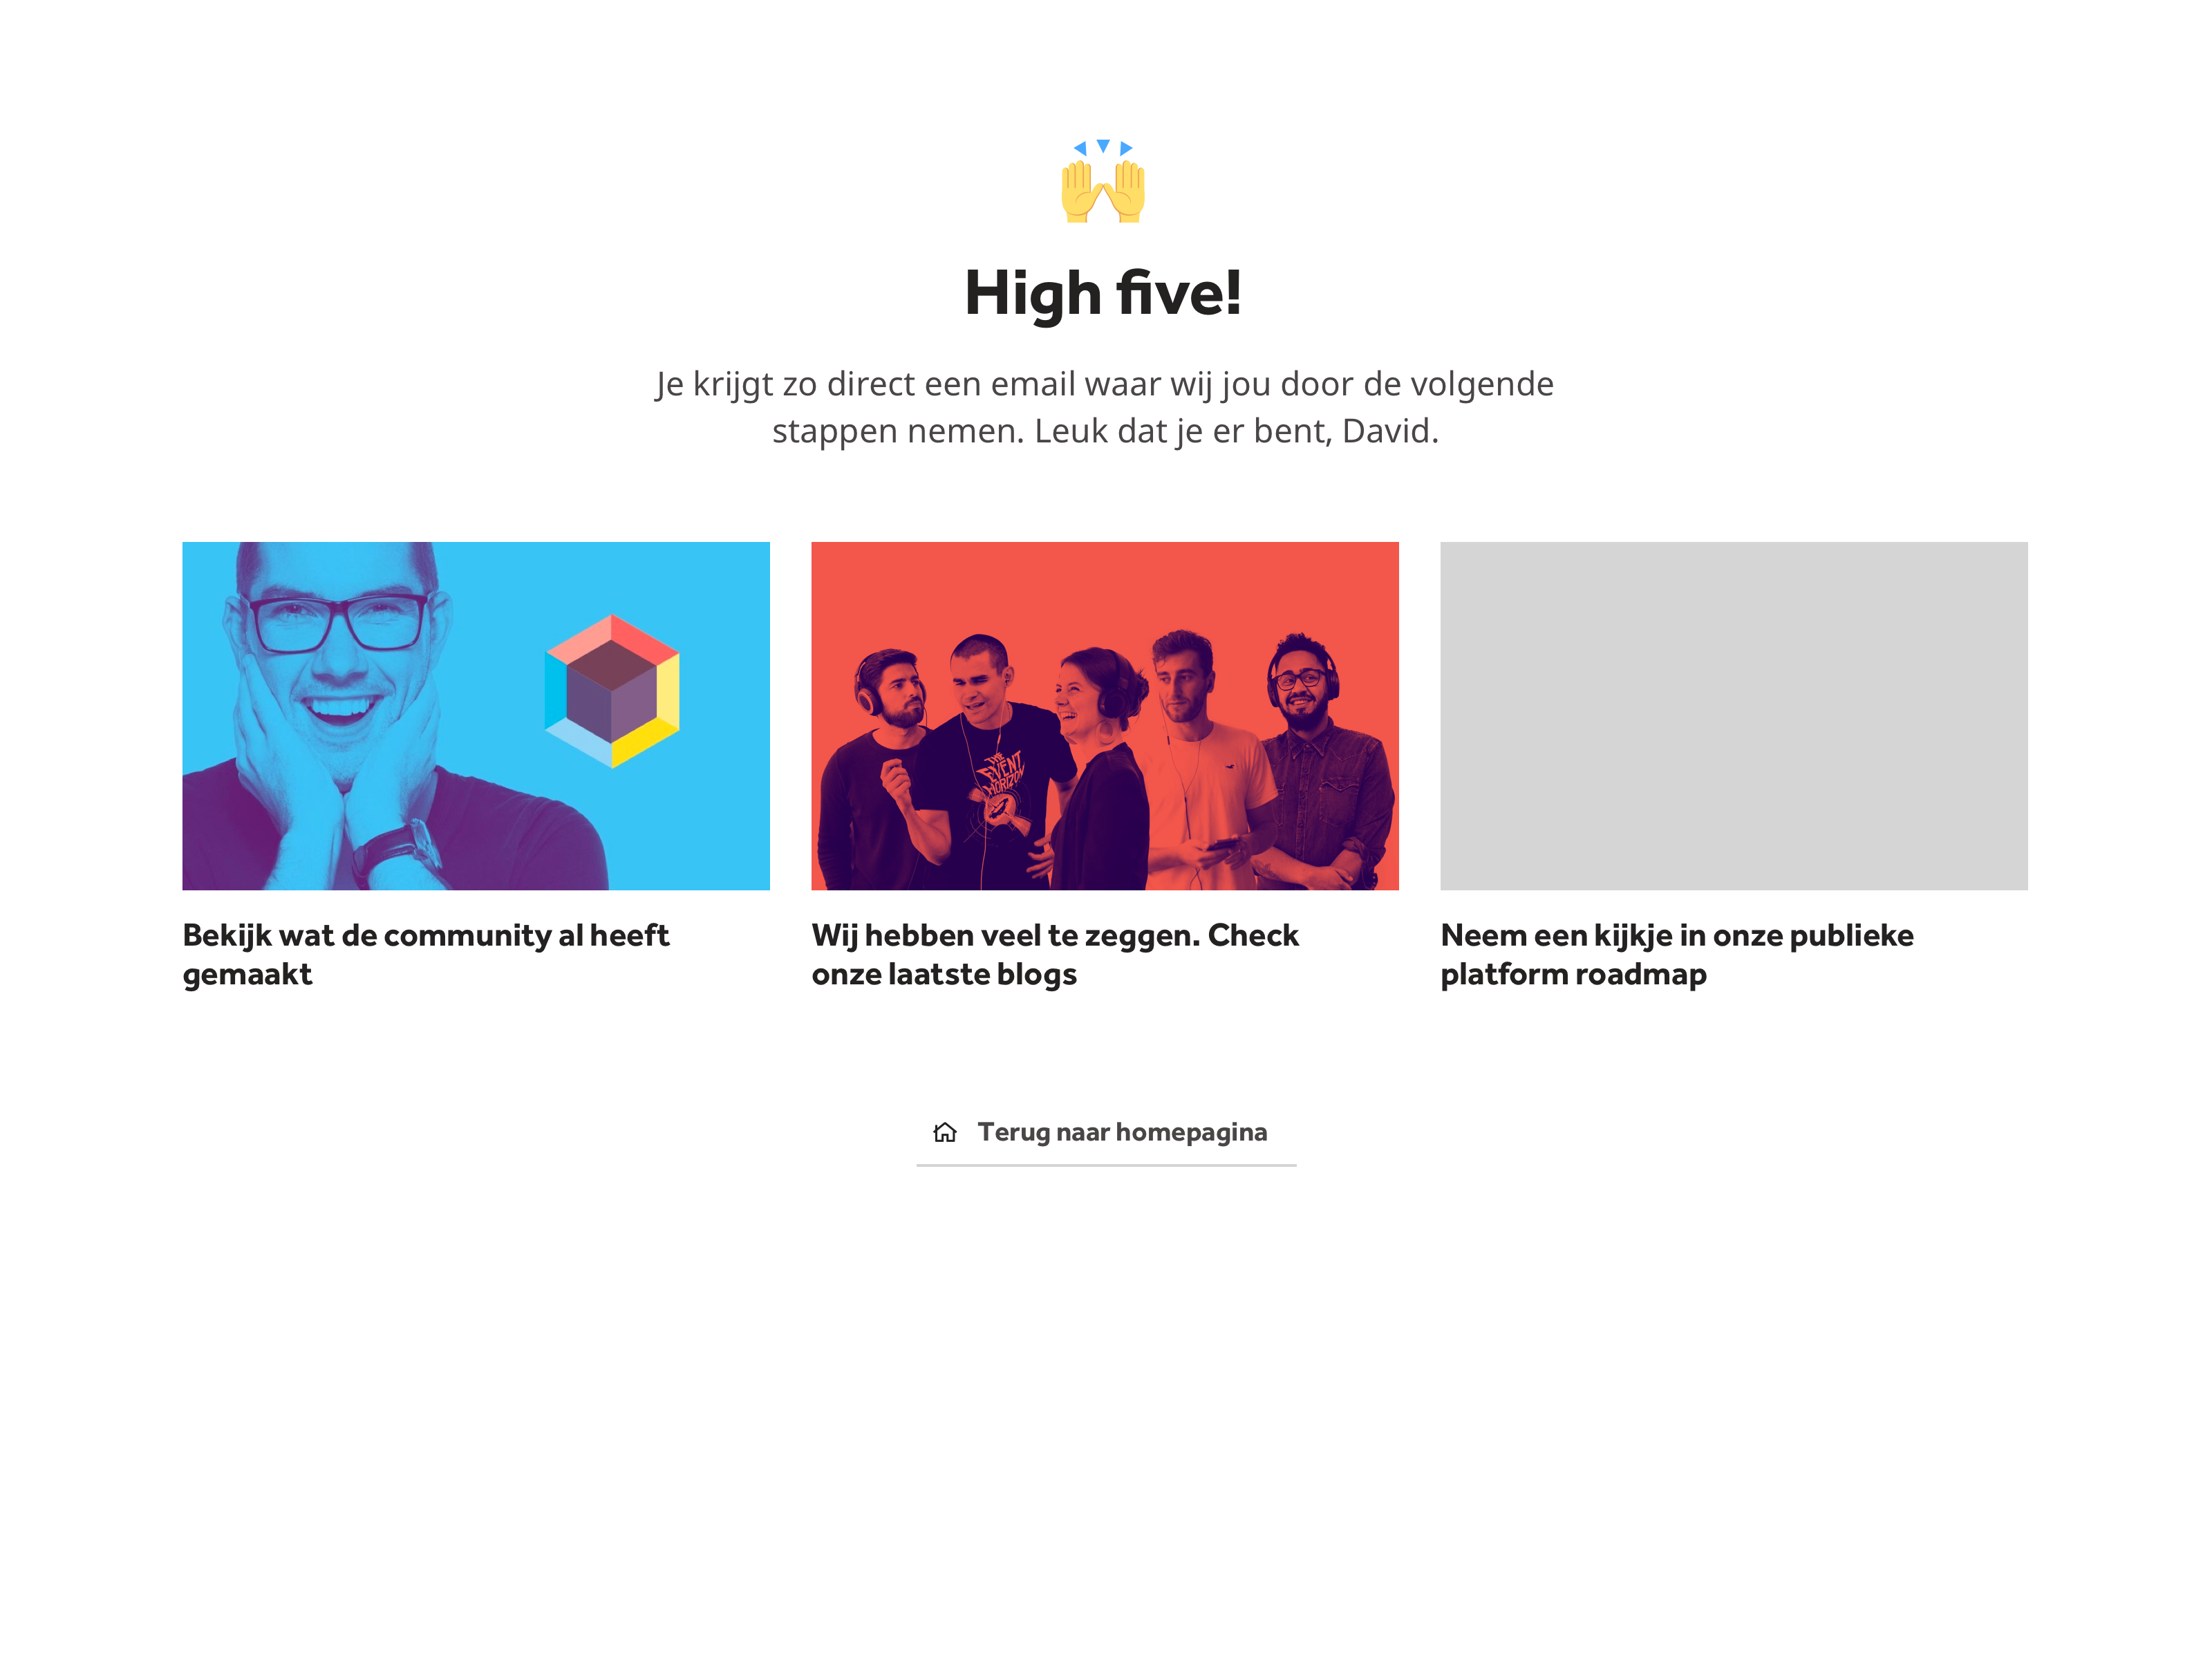 High five!
Je krijgt zo direct een email waar wij jou door de volgende
stappen nemen. Leuk dat je er bent, David.
THE
EVENT
HORIZON
Bekijk wat de community al heeft
gemaakt
Wij hebben veel te zeggen. Check
onze laatste blogs
Neem een kijkje in onze publieke
platform roadmap
Terug naar homepagina